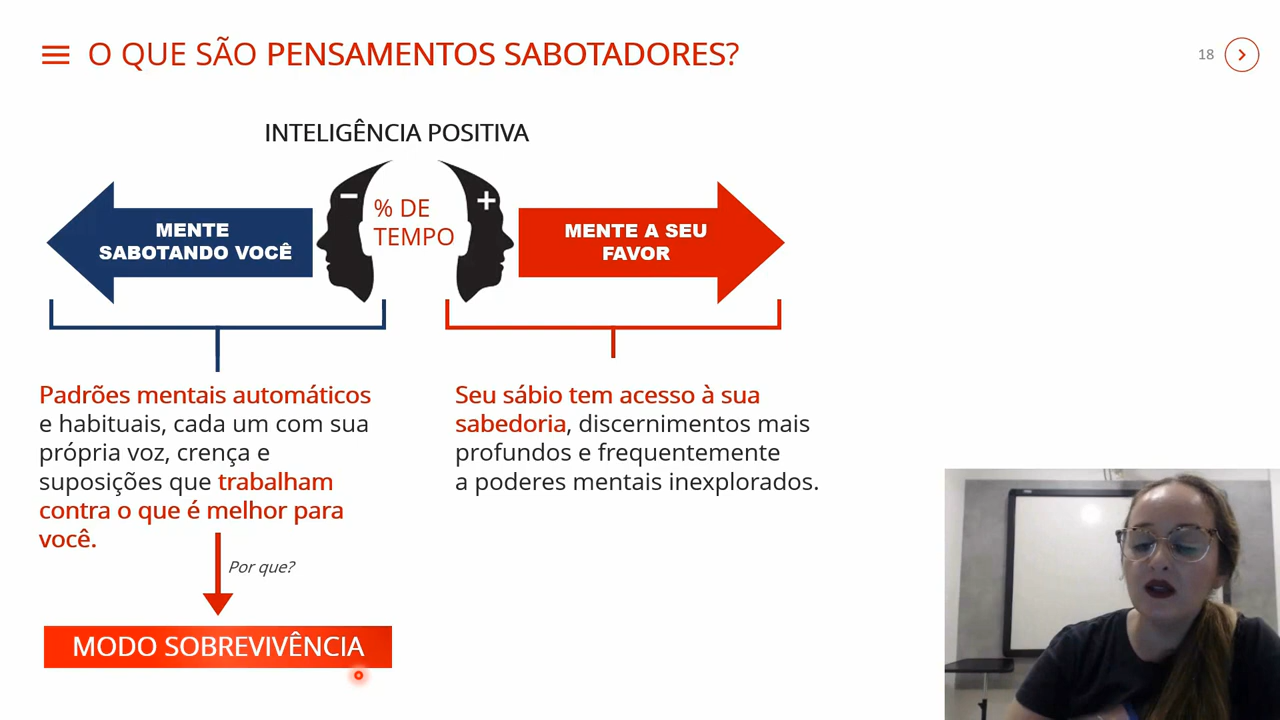 O QUE SÃO PENSAMENTOS SABOTADORES?
18
INTELIGÊNCIA POSITIVA
MENTE
SABOTANDO VOCÊ
–
% DE
TEMPO
+
MENTE A SEU
FAVOR
Padrões mentais automáticos
e habituais, cada um com sua
própria voz, crença e
suposições que trabalham
contra o que é melhor para
você.
Seu sábio tem acesso à sua
sabedoria, discernimentos mais
profundos e frequentemente
a poderes mentais inexplorados.
Por que?
MODO SOBREVIVÊNCIA